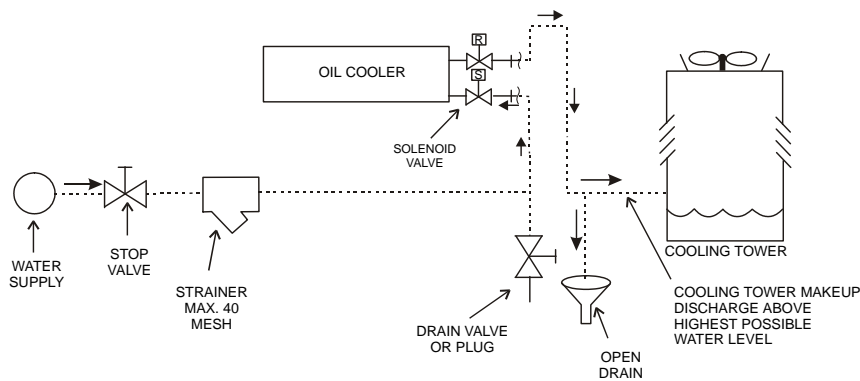 R
OIL COOLER
S
SOLENOID
VALVE
WATER
SUPPLY
STOP
VALVE
STRAINER
MAX. 40
MESH
DRAIN VALVE
OR PLUG
OPEN
DRAIN
COOLING TOWER
COOLING TOWER MAKEUP
DISCHARGE ABOVE
HIGHEST POSSIBLE
WATER LEVEL